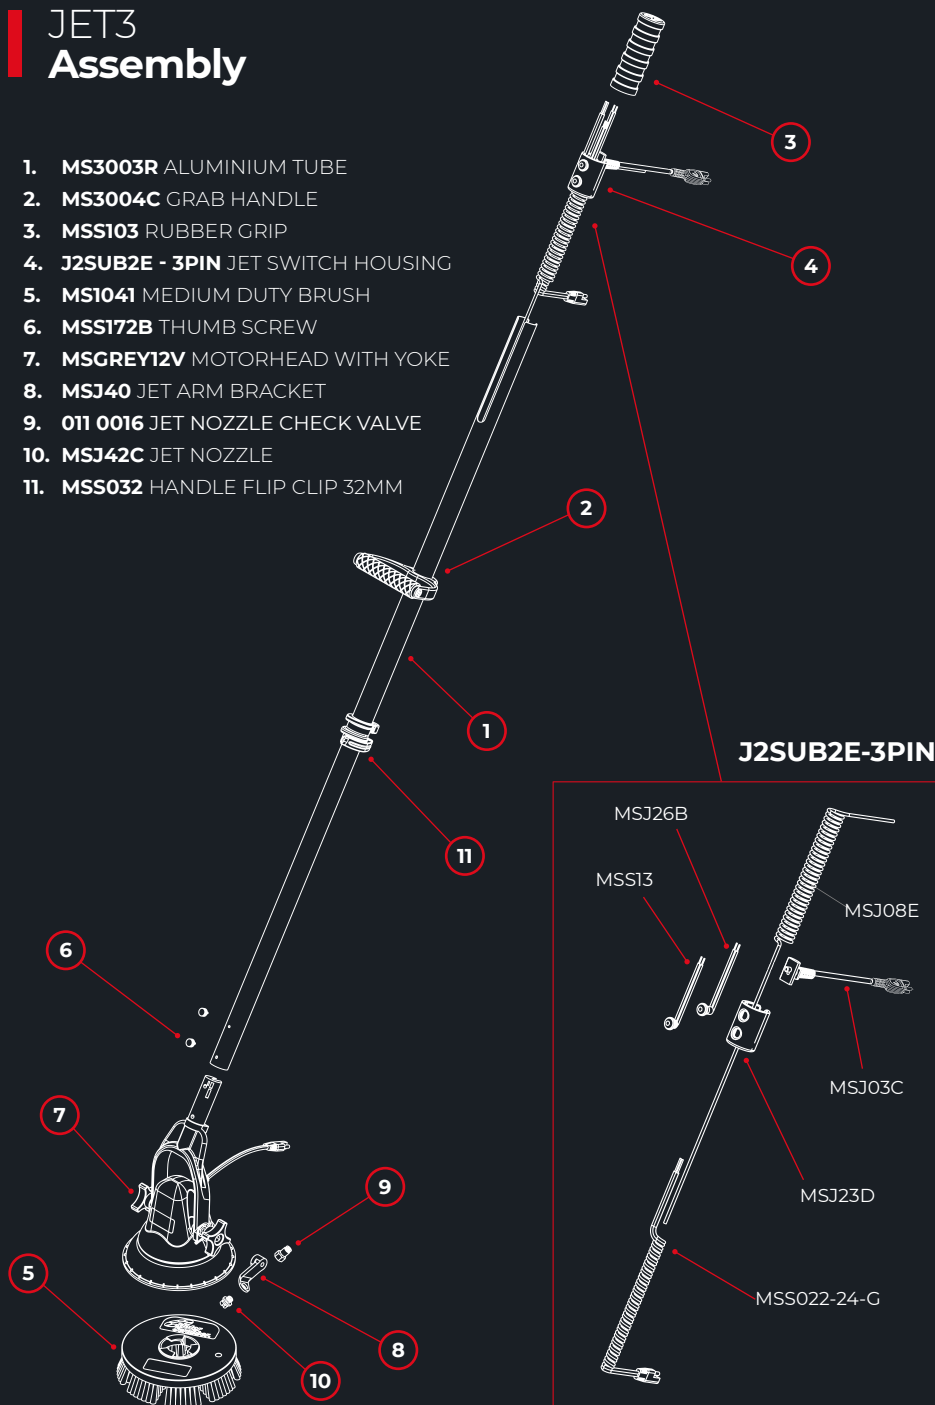 JET3
Assembly
1. MS3003R ALUMINIUM TUBE
2. MS3004C GRAB HANDLE
3. MSS103 RUBBER GRIP
4. J2SUB2E - 3PIN JET SWITCH HOUSING
5. MS1041 MEDIUM DUTY BRUSH
6. MSS172B THUMB SCREW
7. MSGREY12V MOTORHEAD WITH YOKE
8. MSJ40 JET ARM BRACKET
9. 011 0016 JET NOZZLE CHECK VALVE
10. MSJ42C JET NOZZLE
11. MSS032 HANDLE FLIP CLIP 32MM
3
4
2
1
11
6
7
9
5
8
10
J2SUB2E-3PIN
MSJ26B
MSS13
MSJ08E
MSJ03C
MSJ23D
MSS022-24-G